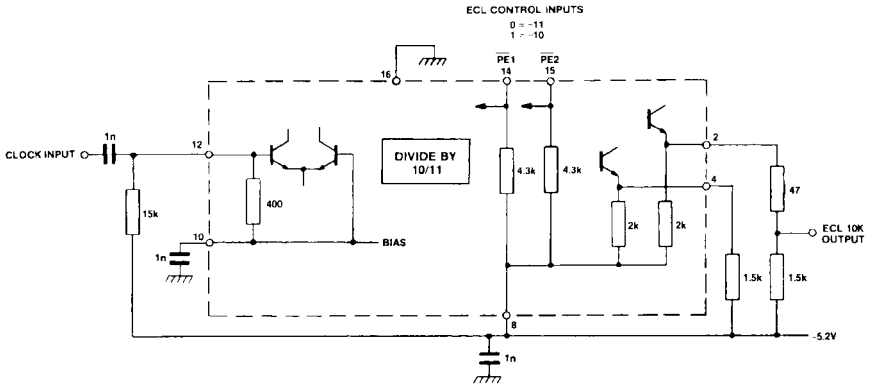 ECL CONTROL INPUTS
0 = ÷11
1 = ÷10
PE1 PE2
16
14
15
1n
CLOCK INPUT
12
DIVIDE BY
10/11
4.3k
4.3k
2
4
47
15k
400
2k
2k
ECL 10K
OUTPUT
10
BIAS
1n
1.5k
1.5k
8
-5.2V
1n